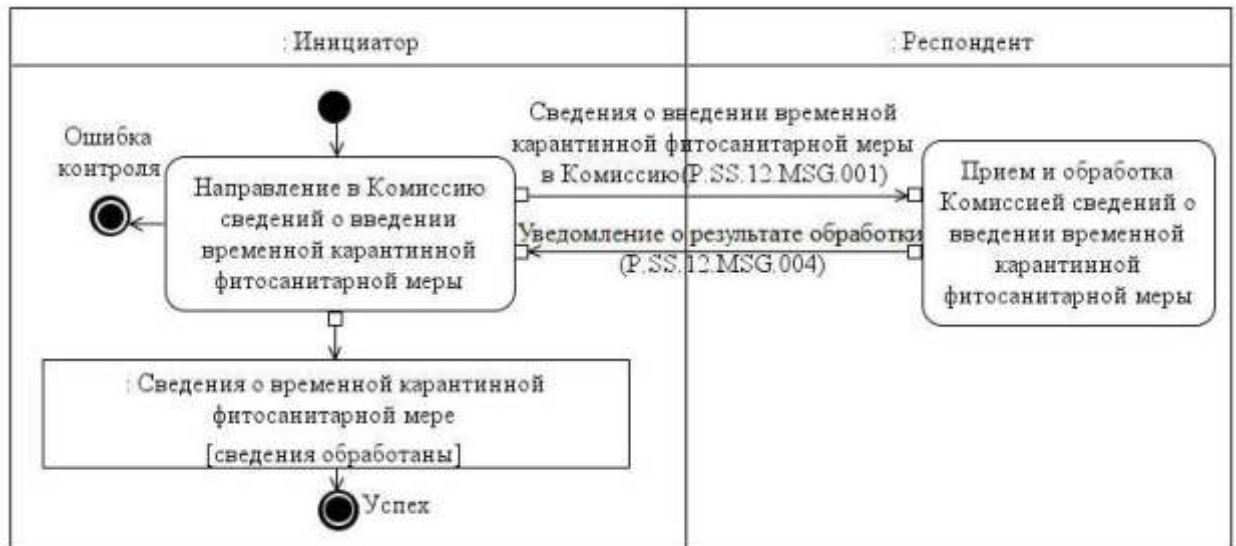 : Инициатор
: Респондент
Ошибка
контроля
Направление в Комиссию
сведений о введении
временной карантинной
фитосанитарной меры
Сведения о введении временной
карантинной фитосанитарной меры
в Комиссию(P.SS.12.MSG.001)
Уведомление о результате обработки
(P.SS.12.MSG.004)
Прием и обработка
Комиссией сведений о
введении временной
карантинной
фитосанитарной меры
: Сведения о временной карантинной
фитосанитарной мере
[сведения обработаны]
Успех